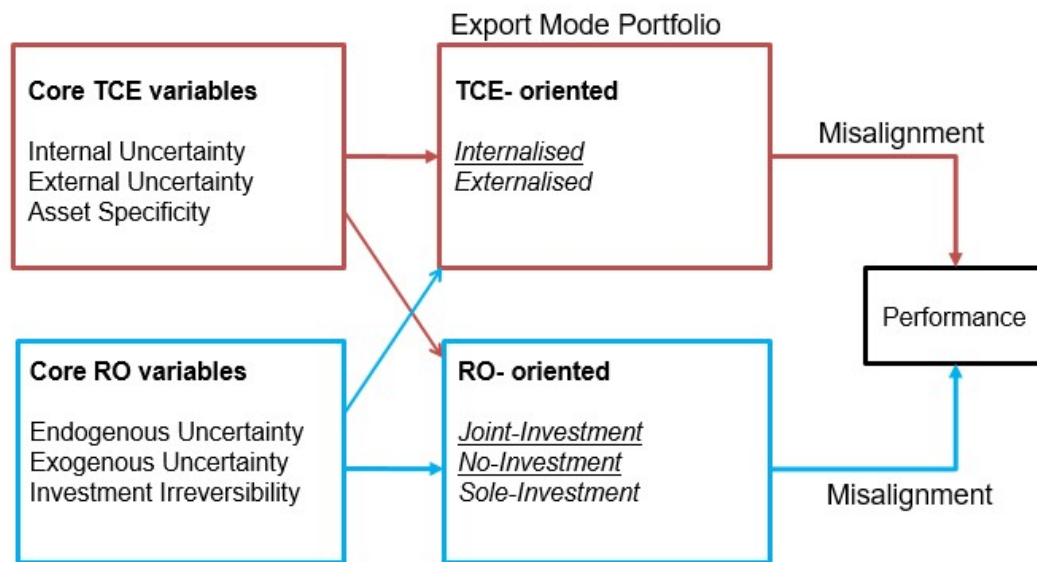 Export Mode Portfolio
Core TCE variables
Internal Uncertainty
External Uncertainty
Asset Specificity
TCE- oriented
Internalised
Externalised
Misalignment
Performance
Core RO variables
Endogenous Uncertainty
Exogenous Uncertainty
Investment Irreversibility
RO- oriented
Joint-Investment
No-Investment
Sole-Investment
Misalignment